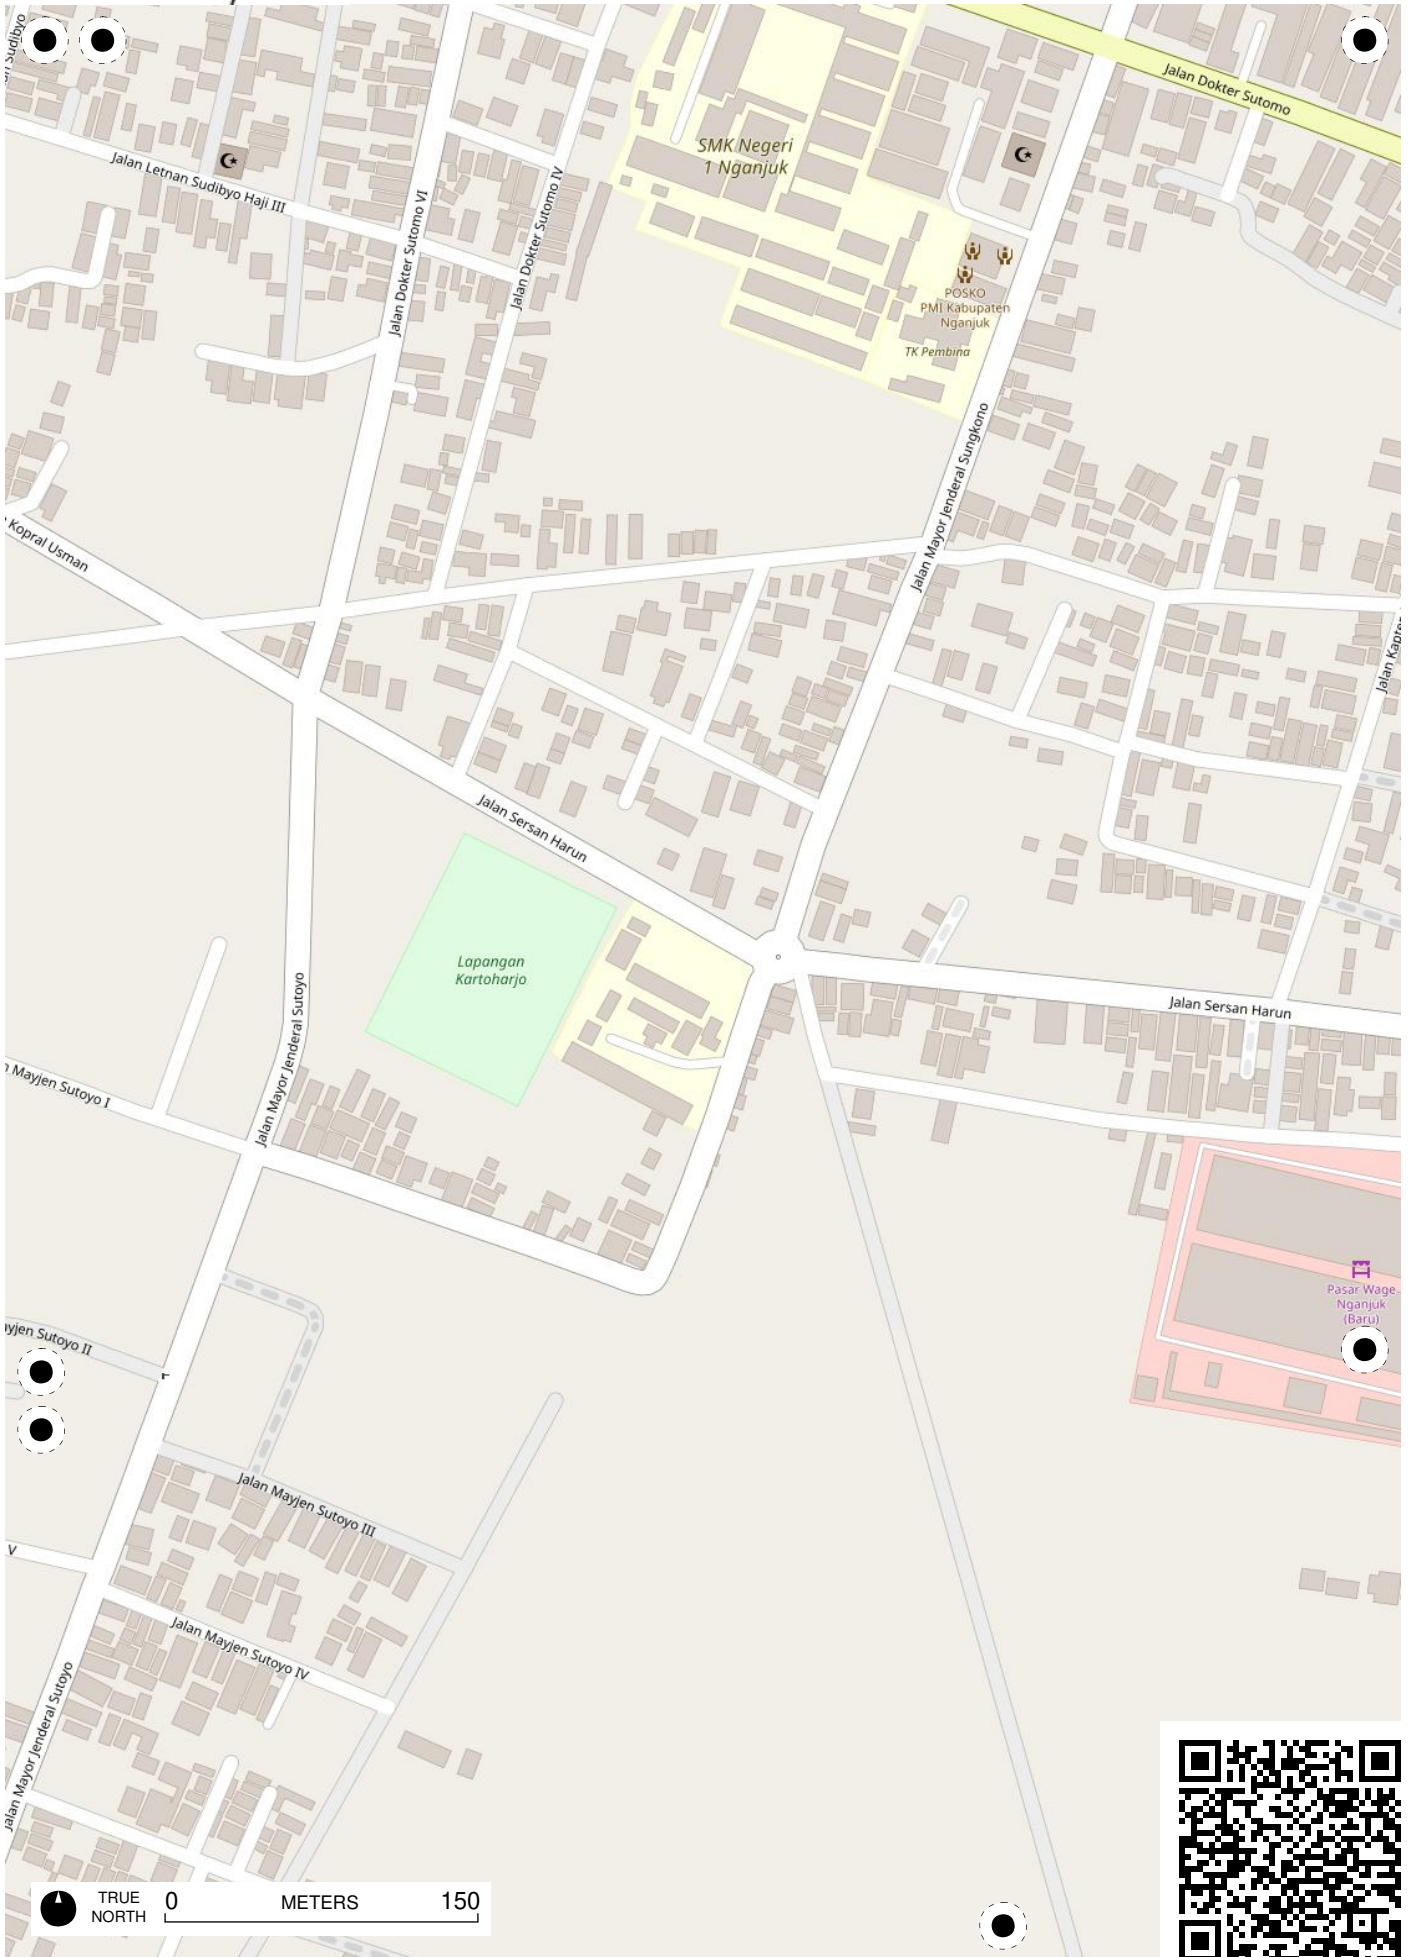 Jalan Dokter Sutomo
SMK Negeri
1 Nganjuk
Jalan Letnan Sudibyo Haji III
Jalan Dokter Sutomo VI
Jalan Dokter Sutomo IV
POSKO
PMI Kabupaten
Nganjuk
TK Pembina
Jalan Mayor Jenderal Sungkono
Kopral Usman
Jalan Kapten
Jalan Sersan Harun
Lapangan
Kartoharjo
Jalan Sersan Harun
Jalan Mayor Jenderal Sutoyo
Mayjen Sutoyo I
Pasar Wage
Nganjuk
(Baru)
Sutoyo II
Jalan Mayjen Sutoyo III
V
Jalan Mayjen Sutoyo IV
Jalan Mayor Jenderal Sutoyo
TRUE
NORTH
0 METERS 150